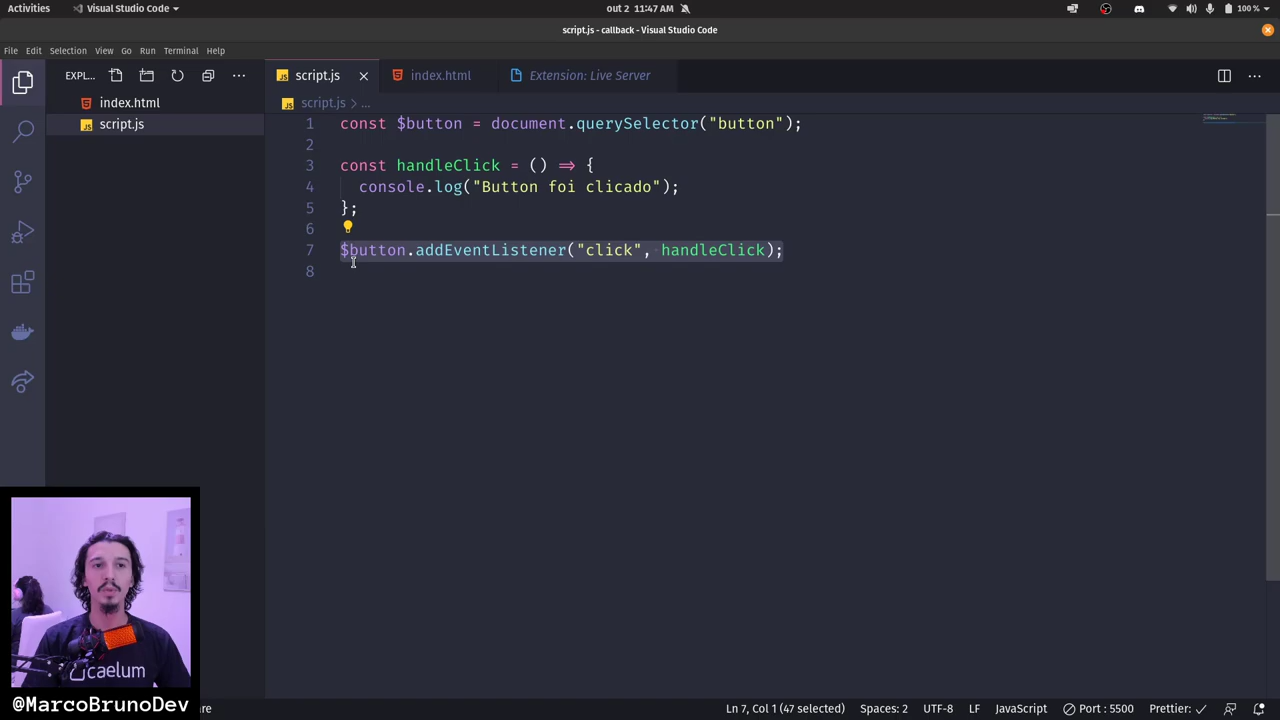 Activities
Visual Studio Code
out 2 11:47 AM
100 %
script.js - callback - Visual Studio Code
File Edit Selection View Go Run Terminal Help
EXPL...
script.js
index.html
Extension: Live Server
index.html
script.js
script.js > ...
1 const $button = document.querySelector("button");
2
3 const handleClick = () => {
4 console.log("Button foi clicado");
5 };
6
7 $button.addEventListener("click", handleClick);
8
caelum
@MarcoBrunoDev
Ln 7, Col 1 (47 selected)
Spaces: 2
UTF-8
LF
JavaScript
Port : 5500
Prettier: